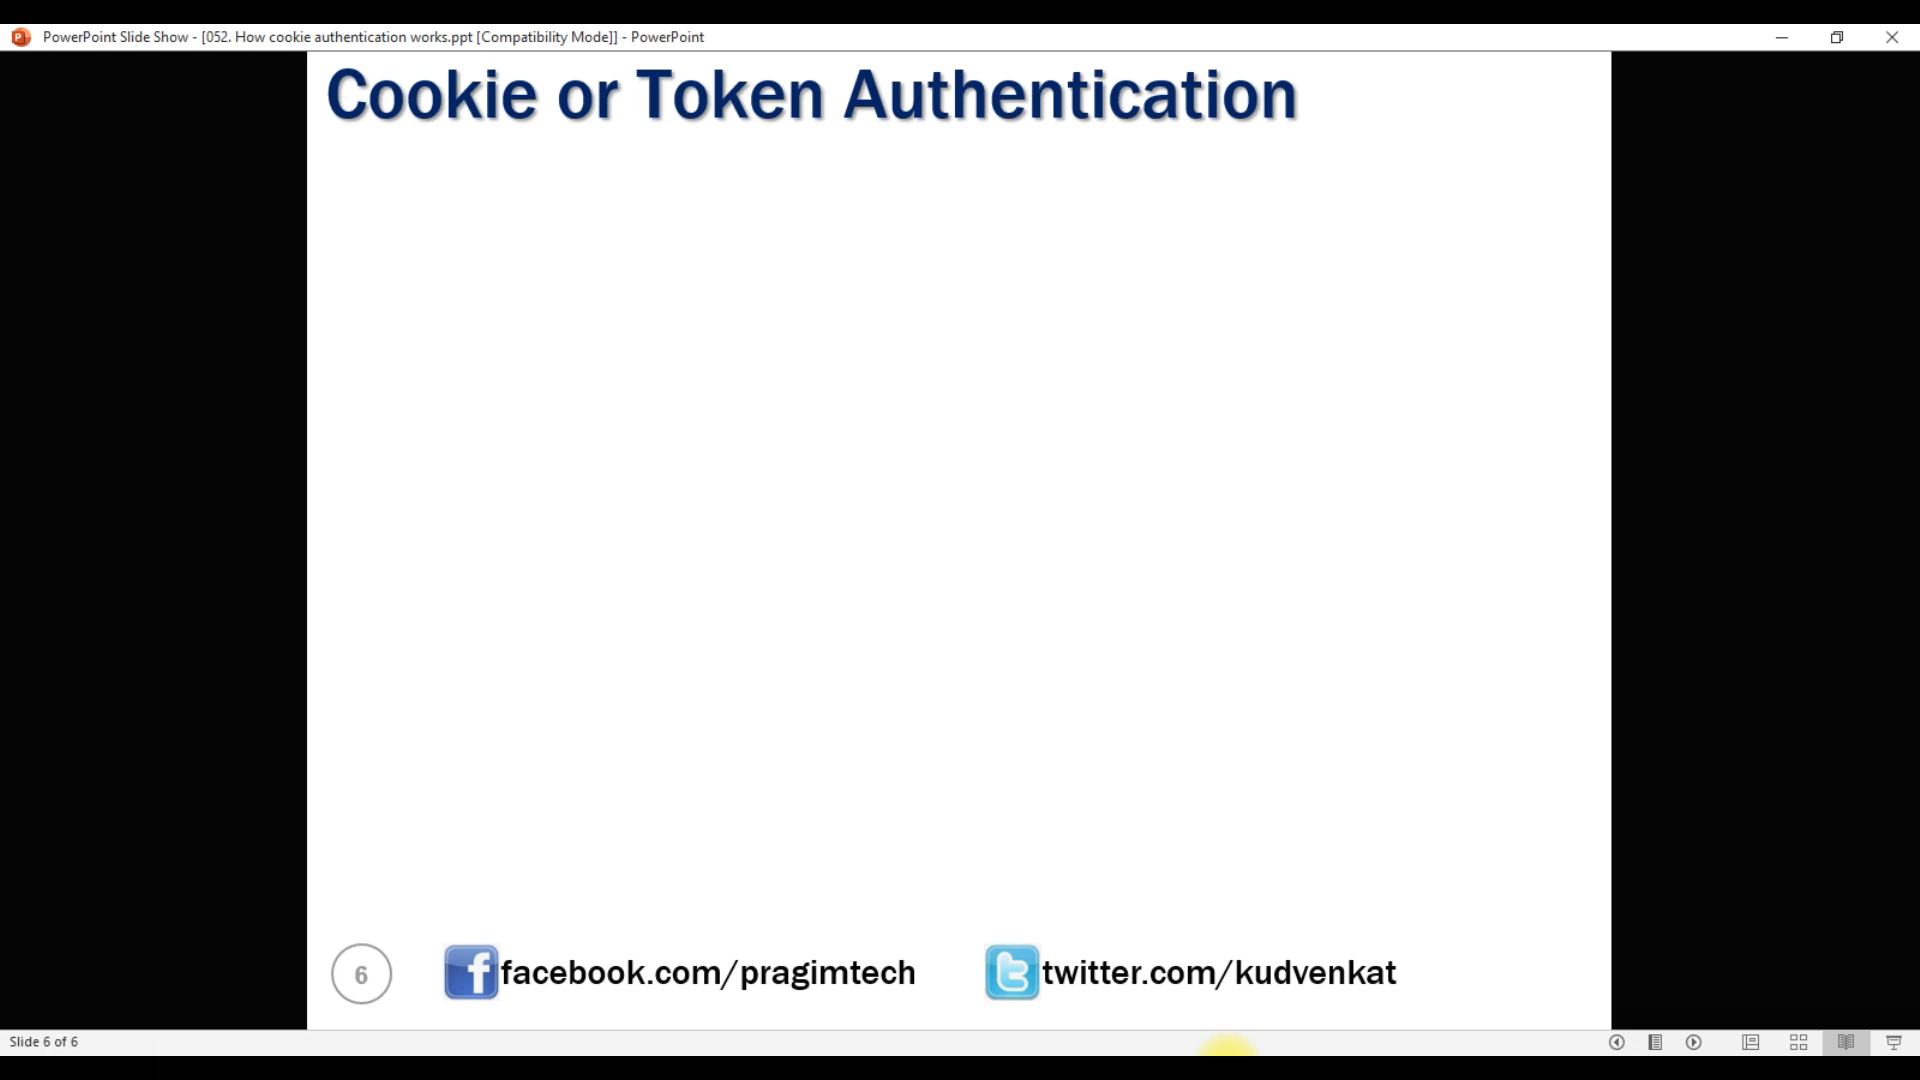 PowerPoint Slide Show - [052. How cookie authentication works.ppt [Compatibility Mode]] - PowerPoint
Cookie or Token Authentication
6
facebook.com/pragimtech
twitter.com/kudvenkat
Slide 6 of 6